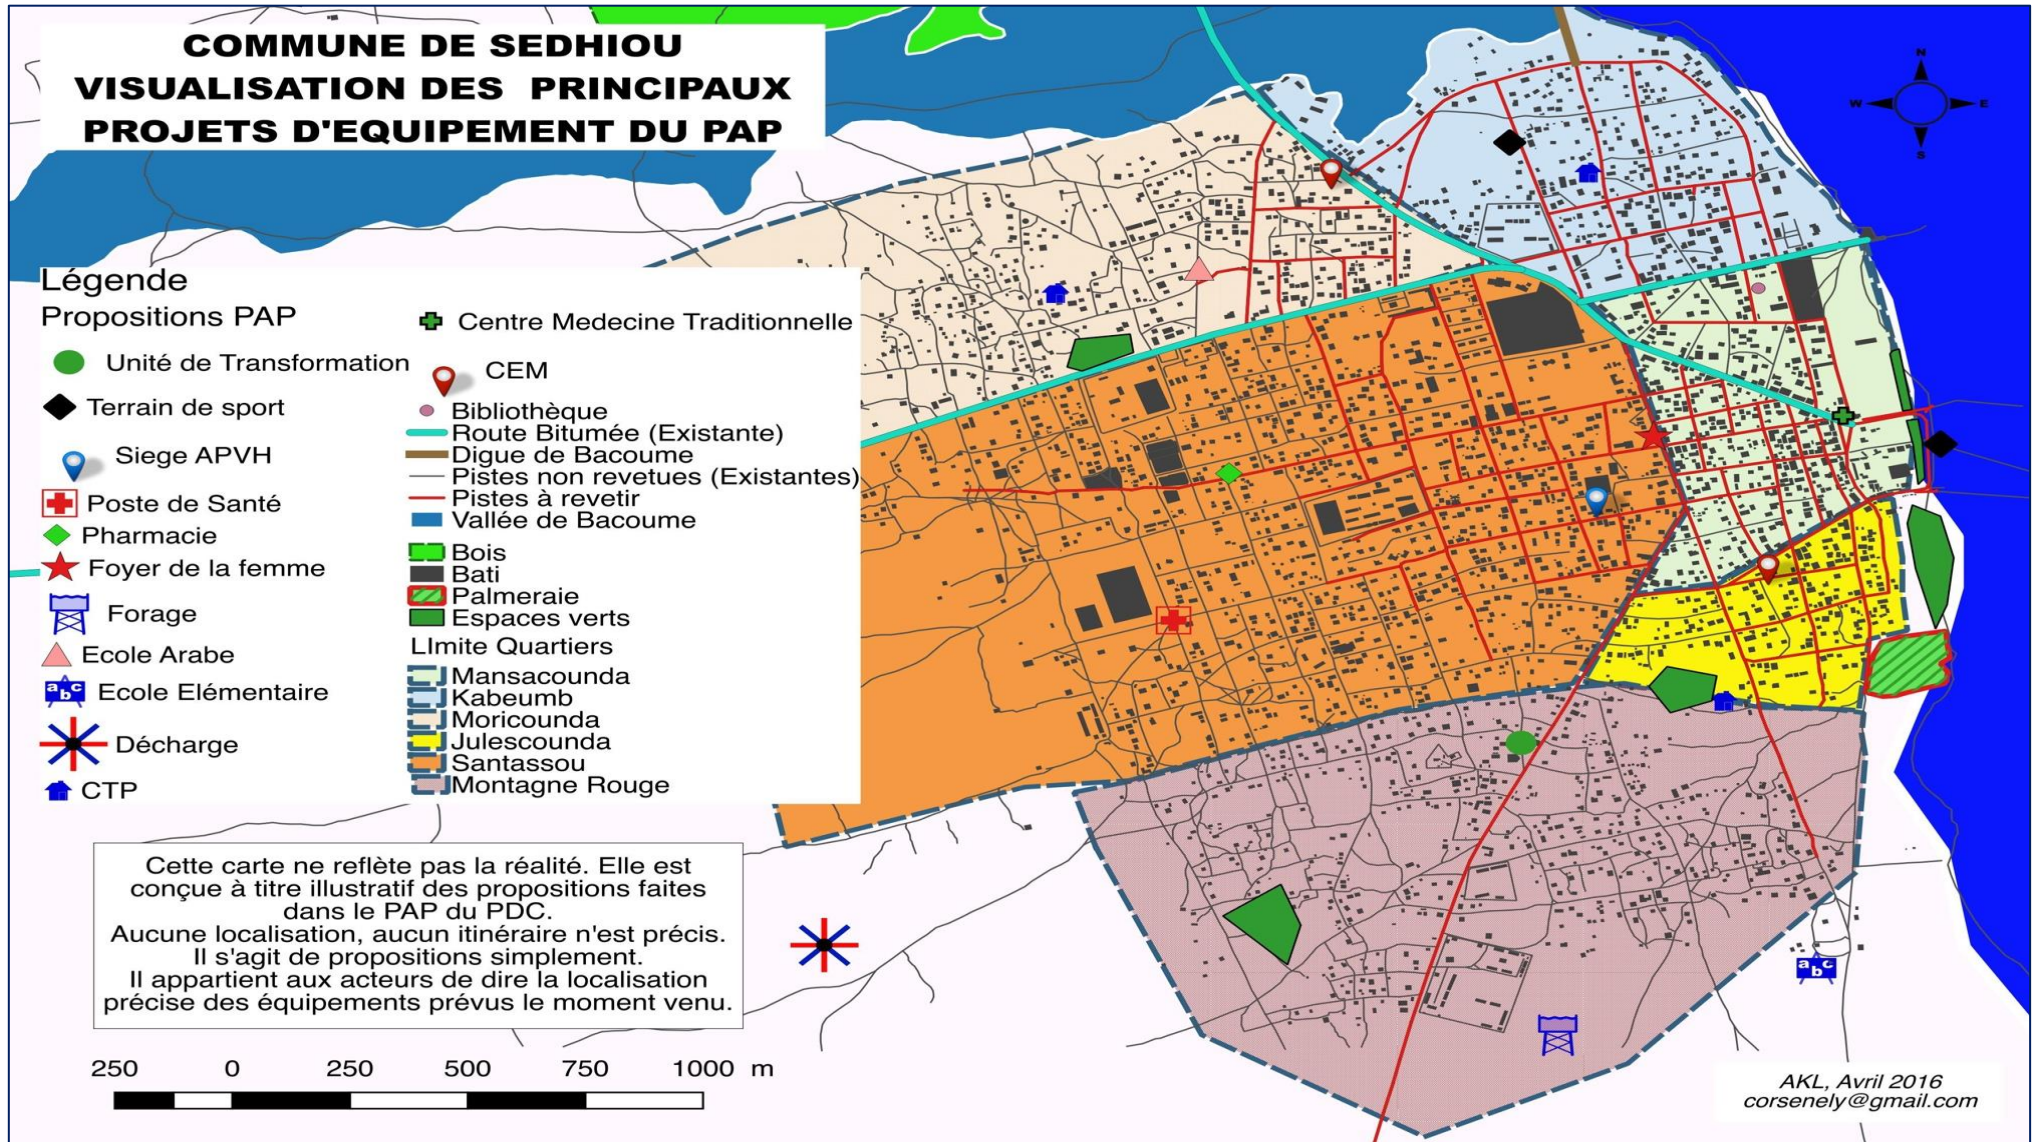 COMMUNE DE SEDHIOU
VISUALISATION DES PRINCIPAUX
PROJETS D'EQUIPEMENT DU PAP
N
W
E
S
Légende
Propositions PAP
Unité de Transformation
Terrain de sport
Siege APVH
Poste de Santé
Pharmacie
Foyer de la femme
Forage
Ecole Arabe
abc
Ecole Elémentaire
Décharge
CTP
Centre Medecine Traditionnelle
CEM
Bibliothèque
Route Bitumée (Existante)
Digue de Bacoume
Pistes non revetues (Existantes)
Pistes à revetir
Vallée de Bacoume
Bois
Bati
Palmeraie
Espaces verts
LImite Quartiers
Mansacounda
Kabeumb
Moricounda
Julescounda
Santassou
Montagne Rouge
Cette carte ne reflète pas la réalité. Elle est
conçue à titre illustratif des propositions faites
dans le PAP du PDC.
Aucune localisation, aucun itinéraire n'est précis.
Il s'agit de propositions simplement.
Il appartient aux acteurs de dire la localisation
précise des équipements prévus le moment venu.
abc
250 0 250 500 750 1000 m
AKL, Avril 2016
corsenely@gmail.com